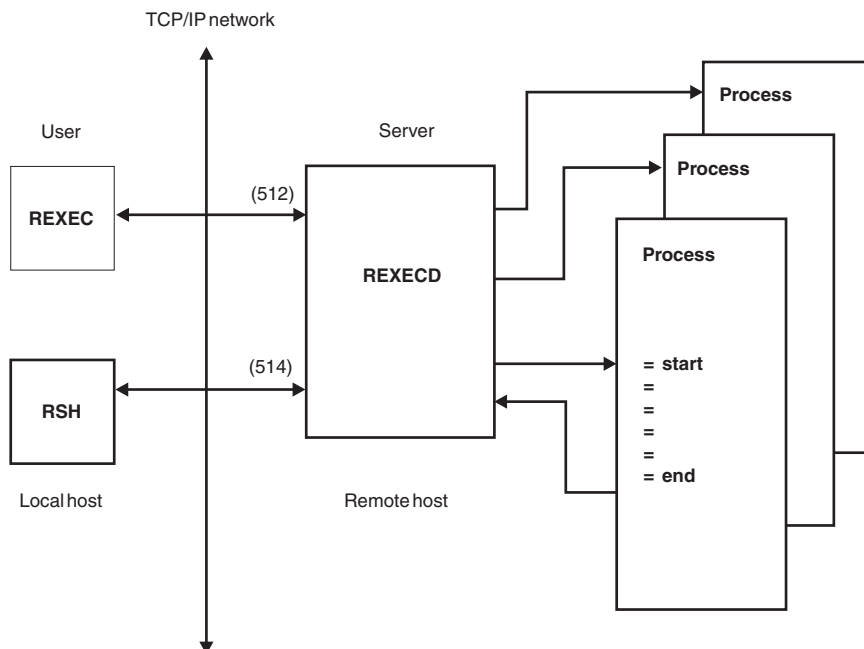 TCP/IP network
User
Server
Process
Process
Process
(512)
REXEC
REXECD
(514)
RSH
= start
=
=
=
=
= end
Local host
Remote host